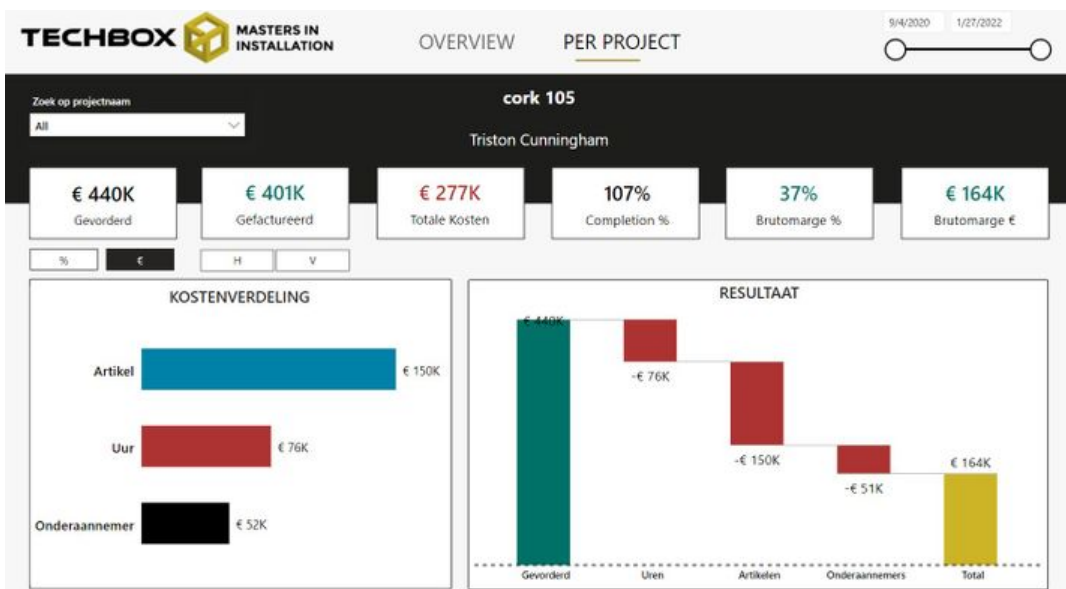 TECHBOX
MASTERS IN
INSTALLATION
OVERVIEW
PER PROJECT
9/4/2020
1/27/2022
Zoek op projectnaam
All
cork 105
Triston Cunningham
€ 440K
Gevorderd
€ 401K
Gefactureerd
€ 277K
Totale Kosten
107%
Completion %
37%
Brutomarge %
€ 164K
Brutomarge €
%
€
H
V
KOSTENVERDELING
Artikel
€ 150K
Uur
€ 76K
Onderaannemer
€ 52K
RESULTAAT
€ 440K
-€ 76K
-€ 150K
-€ 51K
€ 164K
Gevorderd
Uren
Artikelen
Onderaannemers
Total